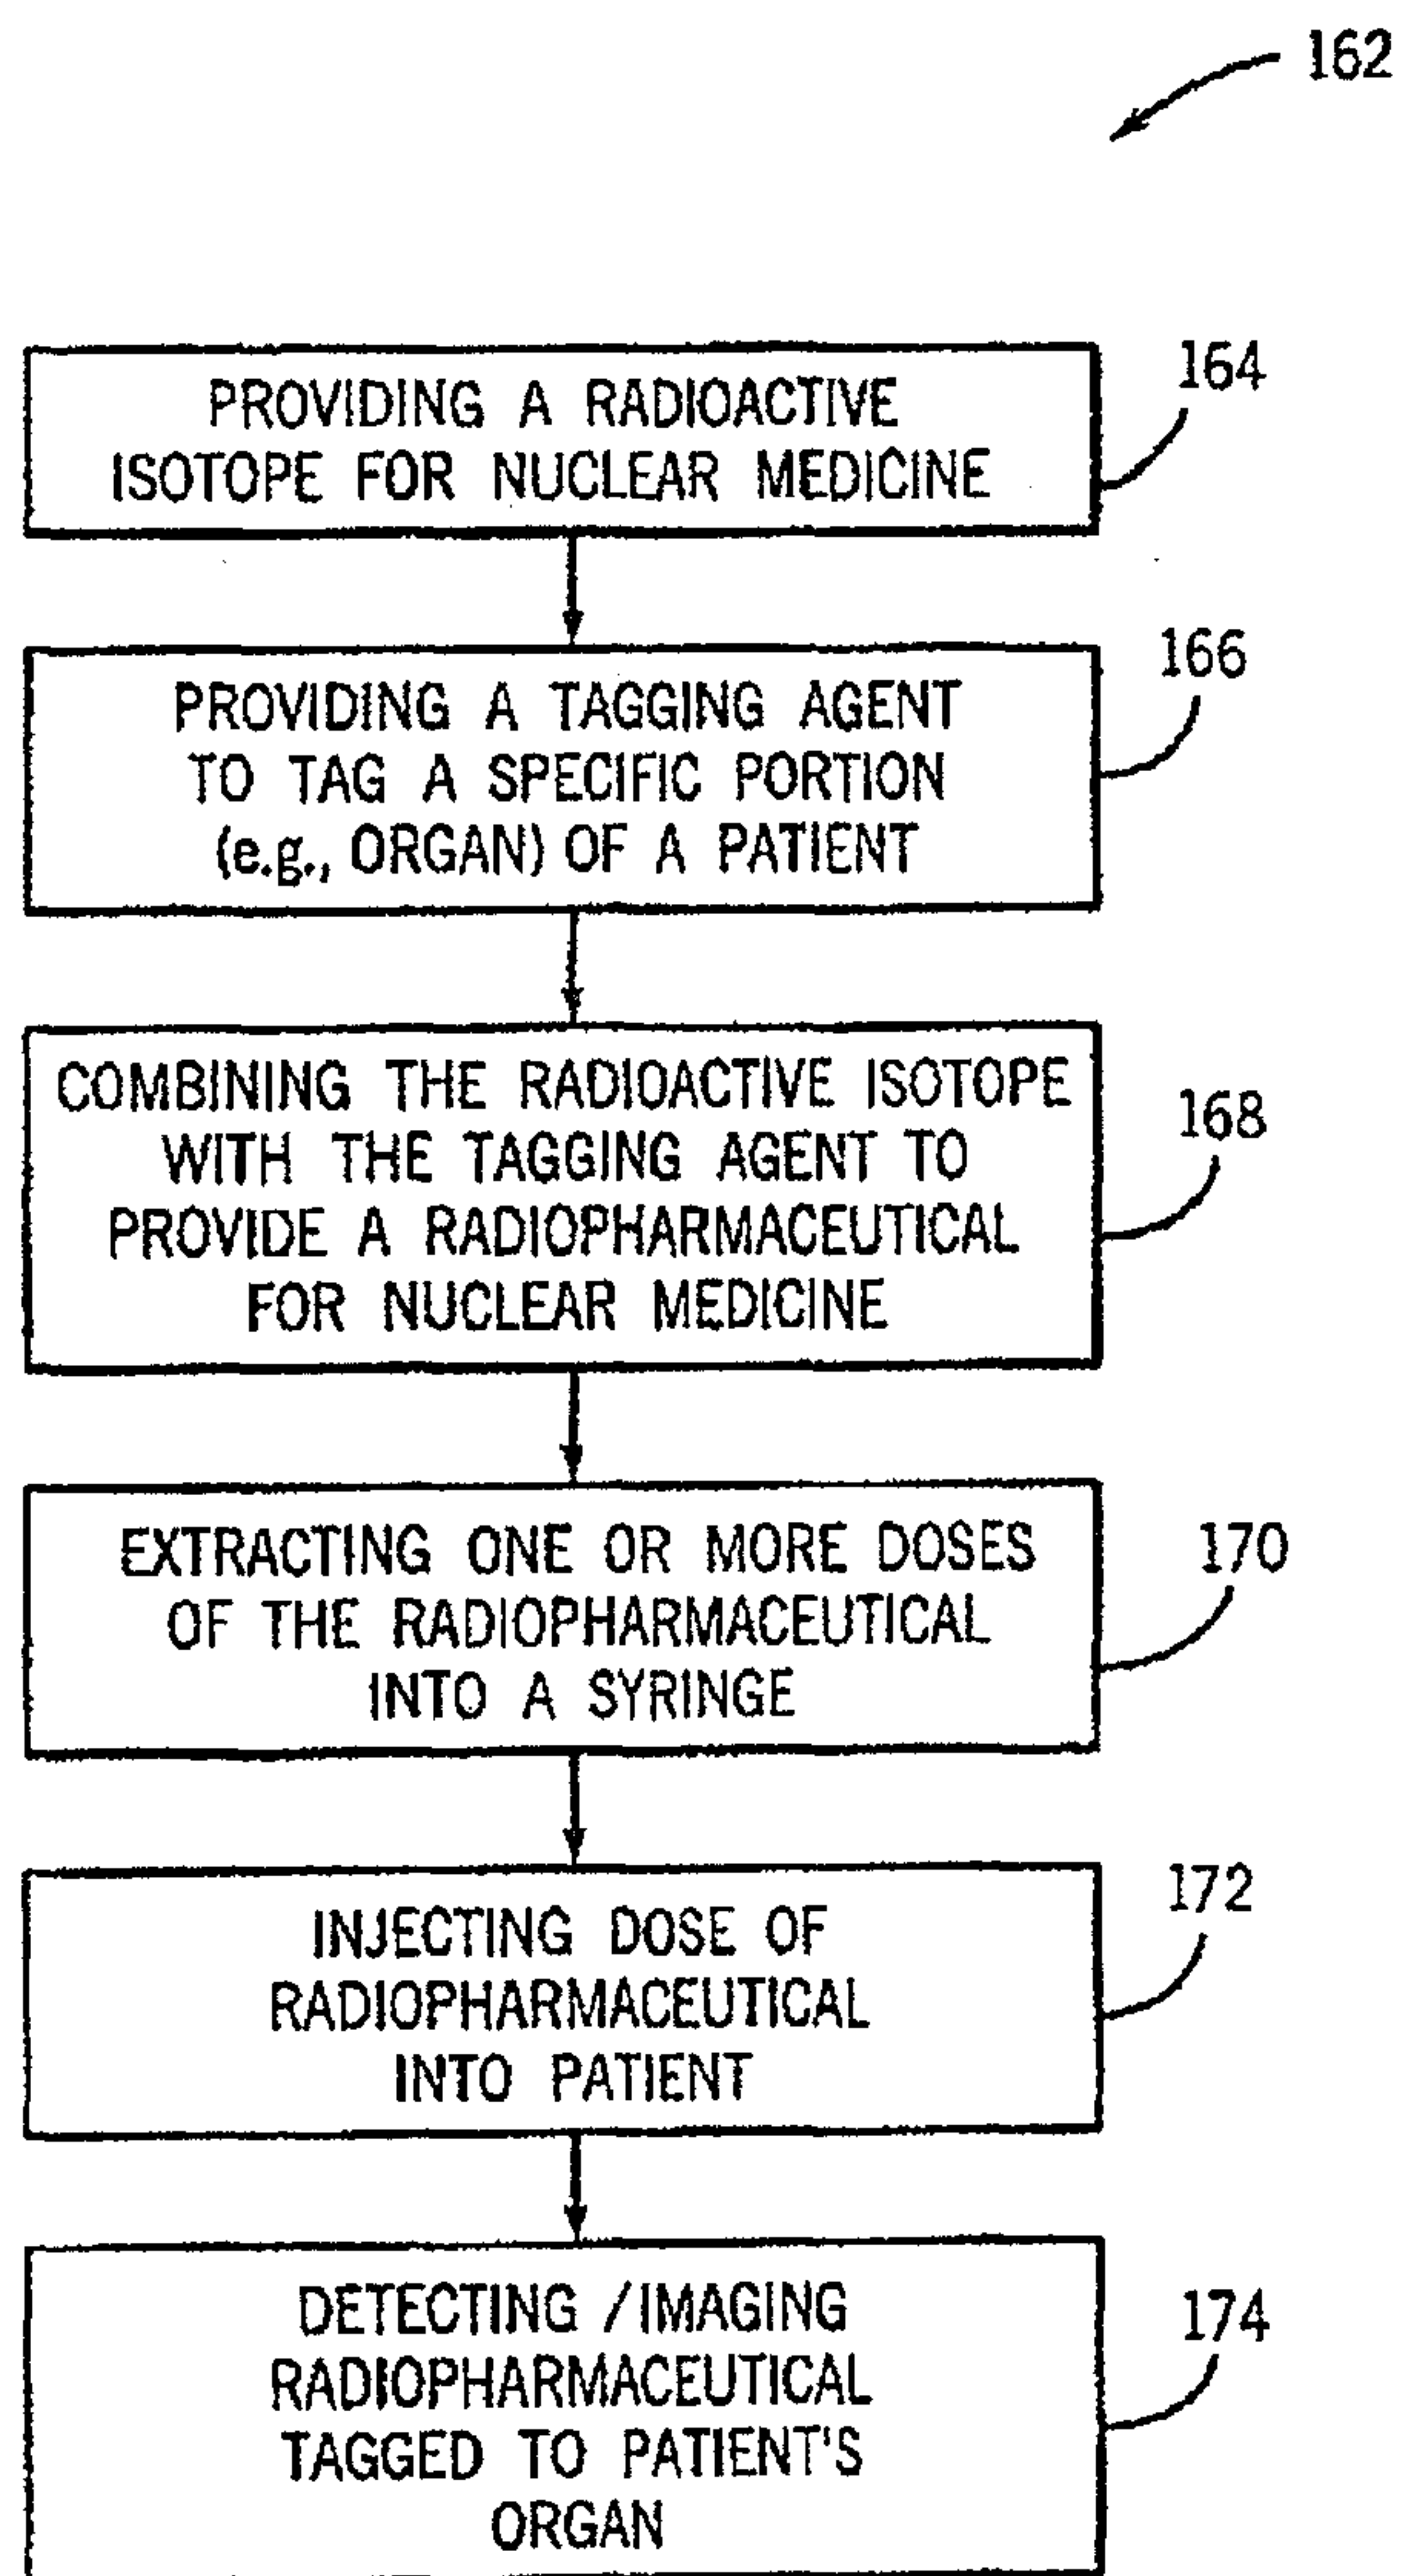 162
PROVIDING A RADIOACTIVE
ISOTOPE FOR NUCLEAR MEDICINE
164
PROVIDING A TAGGING AGENT
TO TAG A SPECIFIC PORTION
(e.g., ORGAN) OF A PATIENT
166
COMBINING THE RADIOACTIVE ISOTOPE
WITH THE TAGGING AGENT TO
PROVIDE A RADIOPHARMACEUTICAL
FOR NUCLEAR MEDICINE
168
EXTRACTING ONE OR MORE DOSES
OF THE RADIOPHARMACEUTICAL
INTO A SYRINGE
170
INJECTING DOSE OF
RADIOPHARMACEUTICAL
INTO PATIENT
172
DETECTING /IMAGING
RADIOPHARMACEUTICAL
TAGGED TO PATIENT'S
ORGAN
174